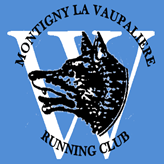 MONTIGNY LA VAUPALIERE
W
RUNNING CLUB